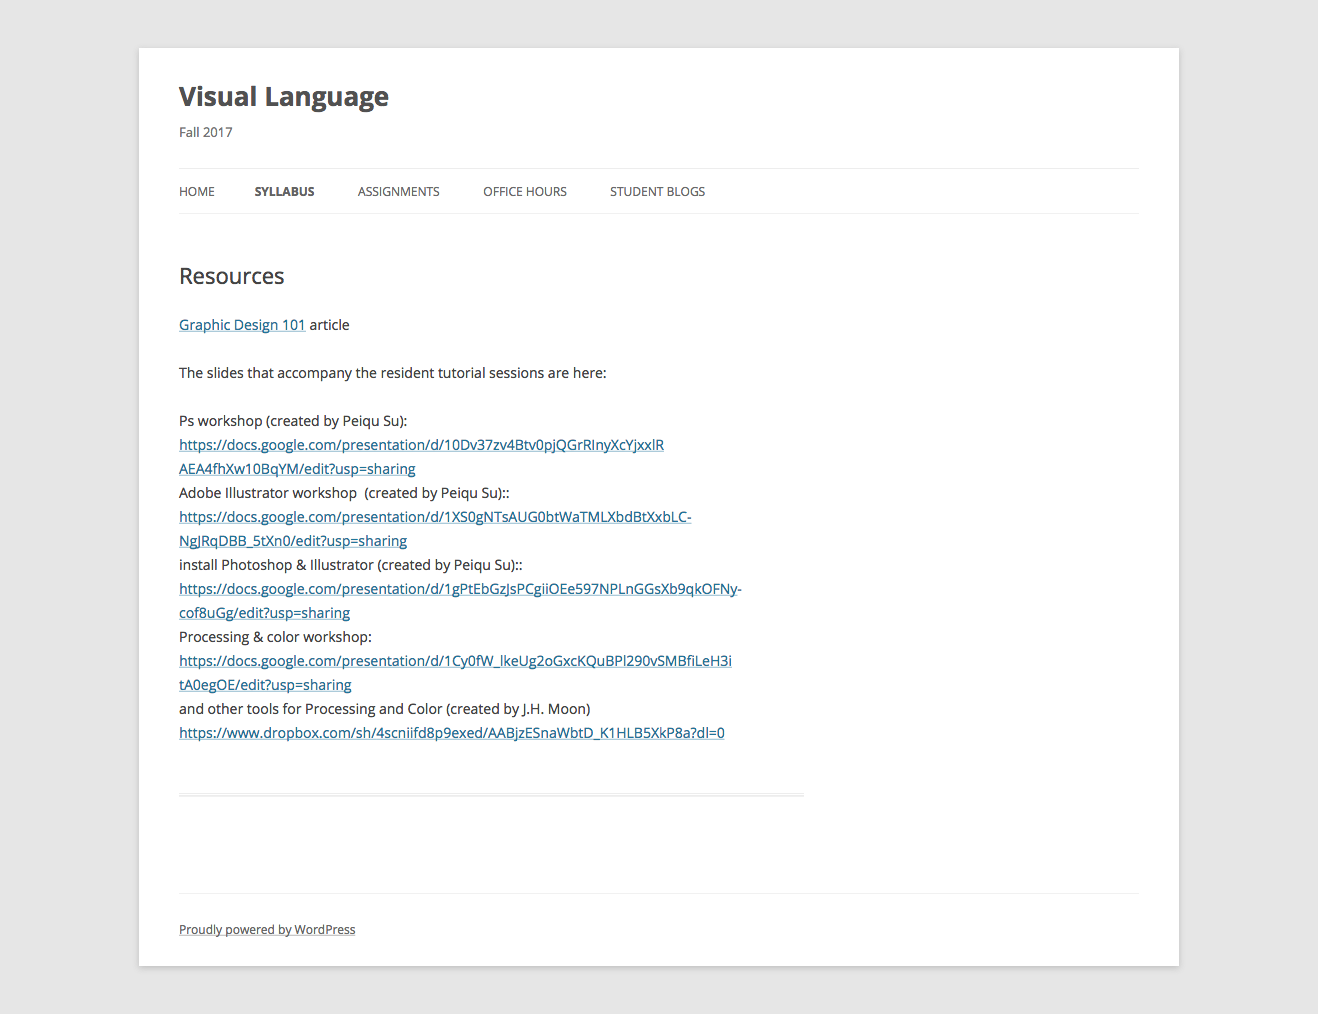 Visual Language
Fall 2017
HOME SYLLABUS ASSIGNMENTS OFFICE HOURS STUDENT BLOGS
Resources
Graphic Design 101 article
The slides that accompany the resident tutorial sessions are here:
Ps workshop (created by Peiqu Su):
https://docs.google.com/presentation/d/10Dv37zv4Btv0pjQGrRInyXcYjxxlR
AEA4fhXw10BqYM/edit?usp=sharing
Adobe Illustrator workshop  (created by Peiqu Su)::
https://docs.google.com/presentation/d/1XS0gNTsAUG0btWaTMLXbdBtXxbLC-
NgJRqDBB_5tXn0/edit?usp=sharing
install Photoshop & Illustrator (created by Peiqu Su)::
https://docs.google.com/presentation/d/1gPtEbGzJsPCgiiOEe597NPLnGGsXb9qkOFNy-
cof8uGg/edit?usp=sharing
Processing & color workshop:
https://docs.google.com/presentation/d/1Cy0fW_lkeUg2oGxcKQuBPl290vSMBfiLeH3i
tA0egOE/edit?usp=sharing
and other tools for Processing and Color (created by J.H. Moon)
https://www.dropbox.com/sh/4scniifd8p9exed/AABjzESnaWbtD_K1HLB5XkP8a?dl=0
Proudly powered by WordPress